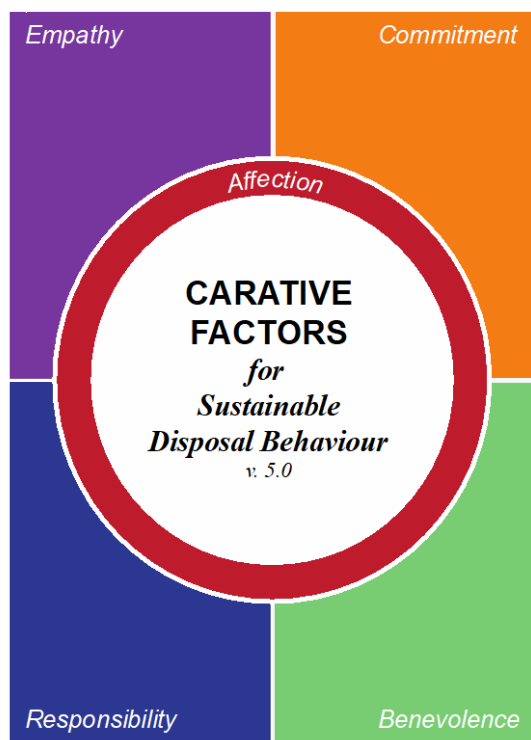 Empathy
Commitment
Affection
CARATIVE
FACTORS
for
Sustainable
Disposal Behaviour
v. 5.0
Responsibility
Benevolence